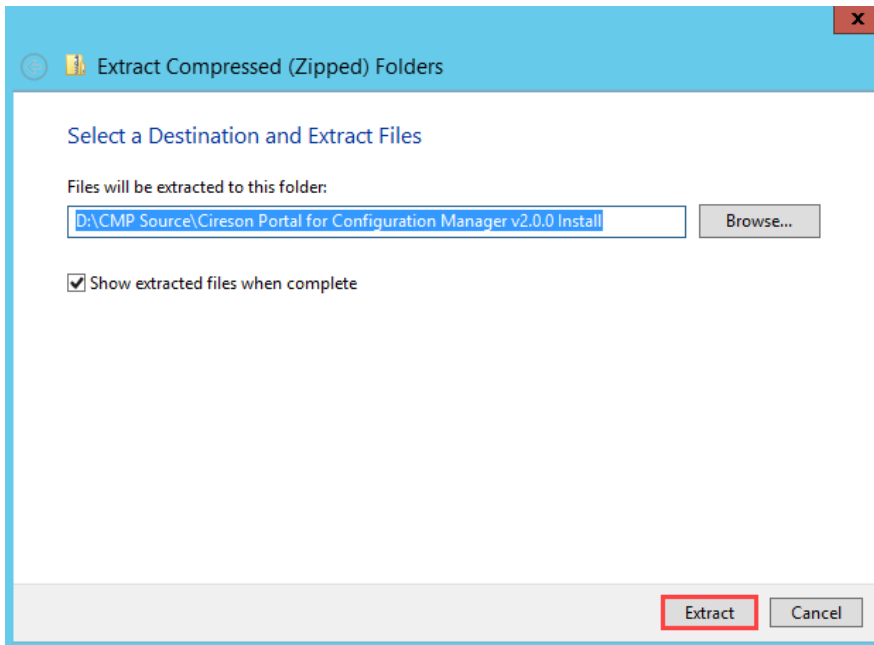 x
Extract Compressed (Zipped) Folders
Select a Destination and Extract Files
Files will be extracted to this folder:
D:\CMP Source\Cireson Portal for Configuration Manager v2.0.0 Install
Browse...
Show extracted files when complete
Extract
Cancel